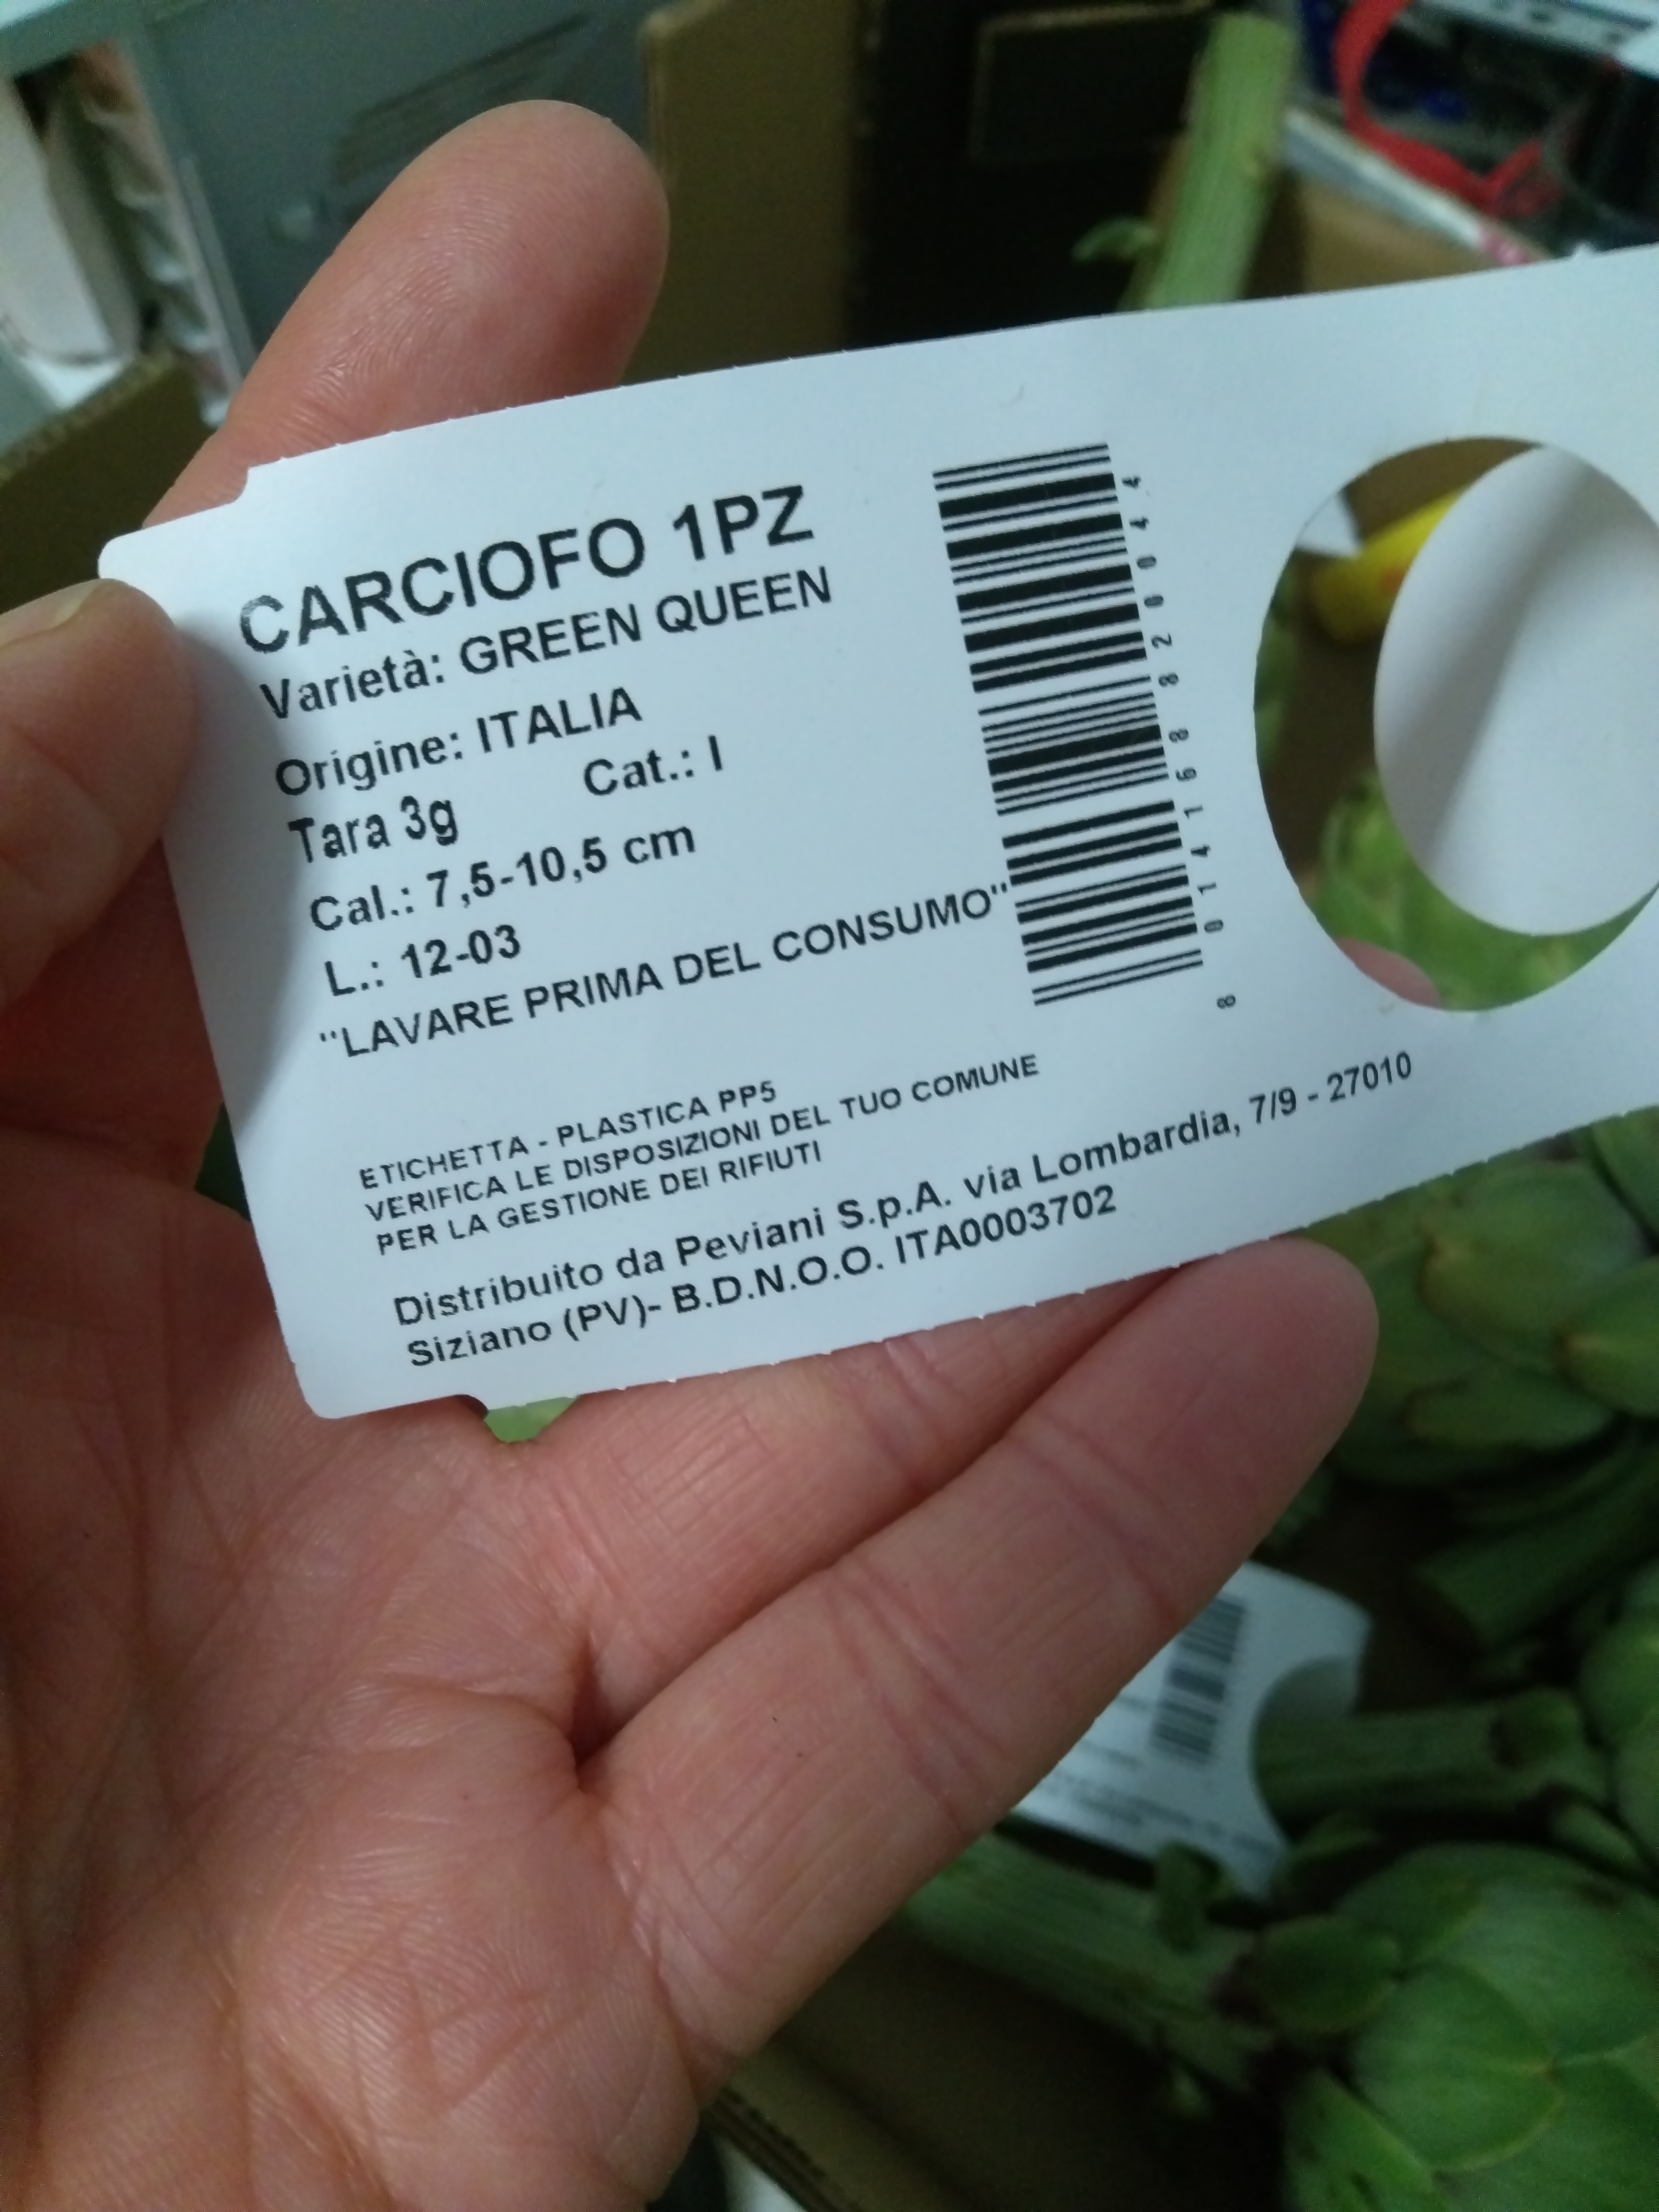 CARCIOFO 1PZ
Varietà: GREEN QUEEN
Origine: ITALIA
Tara 3g Cat.: I
Cal.: 7,5-10,5 cm
L.: 12-03
"LAVARE PRIMA DEL CONSUMO"
8 014168 820044
ETICHETTA - PLASTICA PP5
VERIFICA LE DISPOSIZIONI DEL TUO COMUNE
PER LA GESTIONE DEI RIFIUTI
Distribuito da Peviani S.p.A. via Lombardia, 7/9 - 27010
Siziano (PV)- B.D.N.O.O. ITA0003702